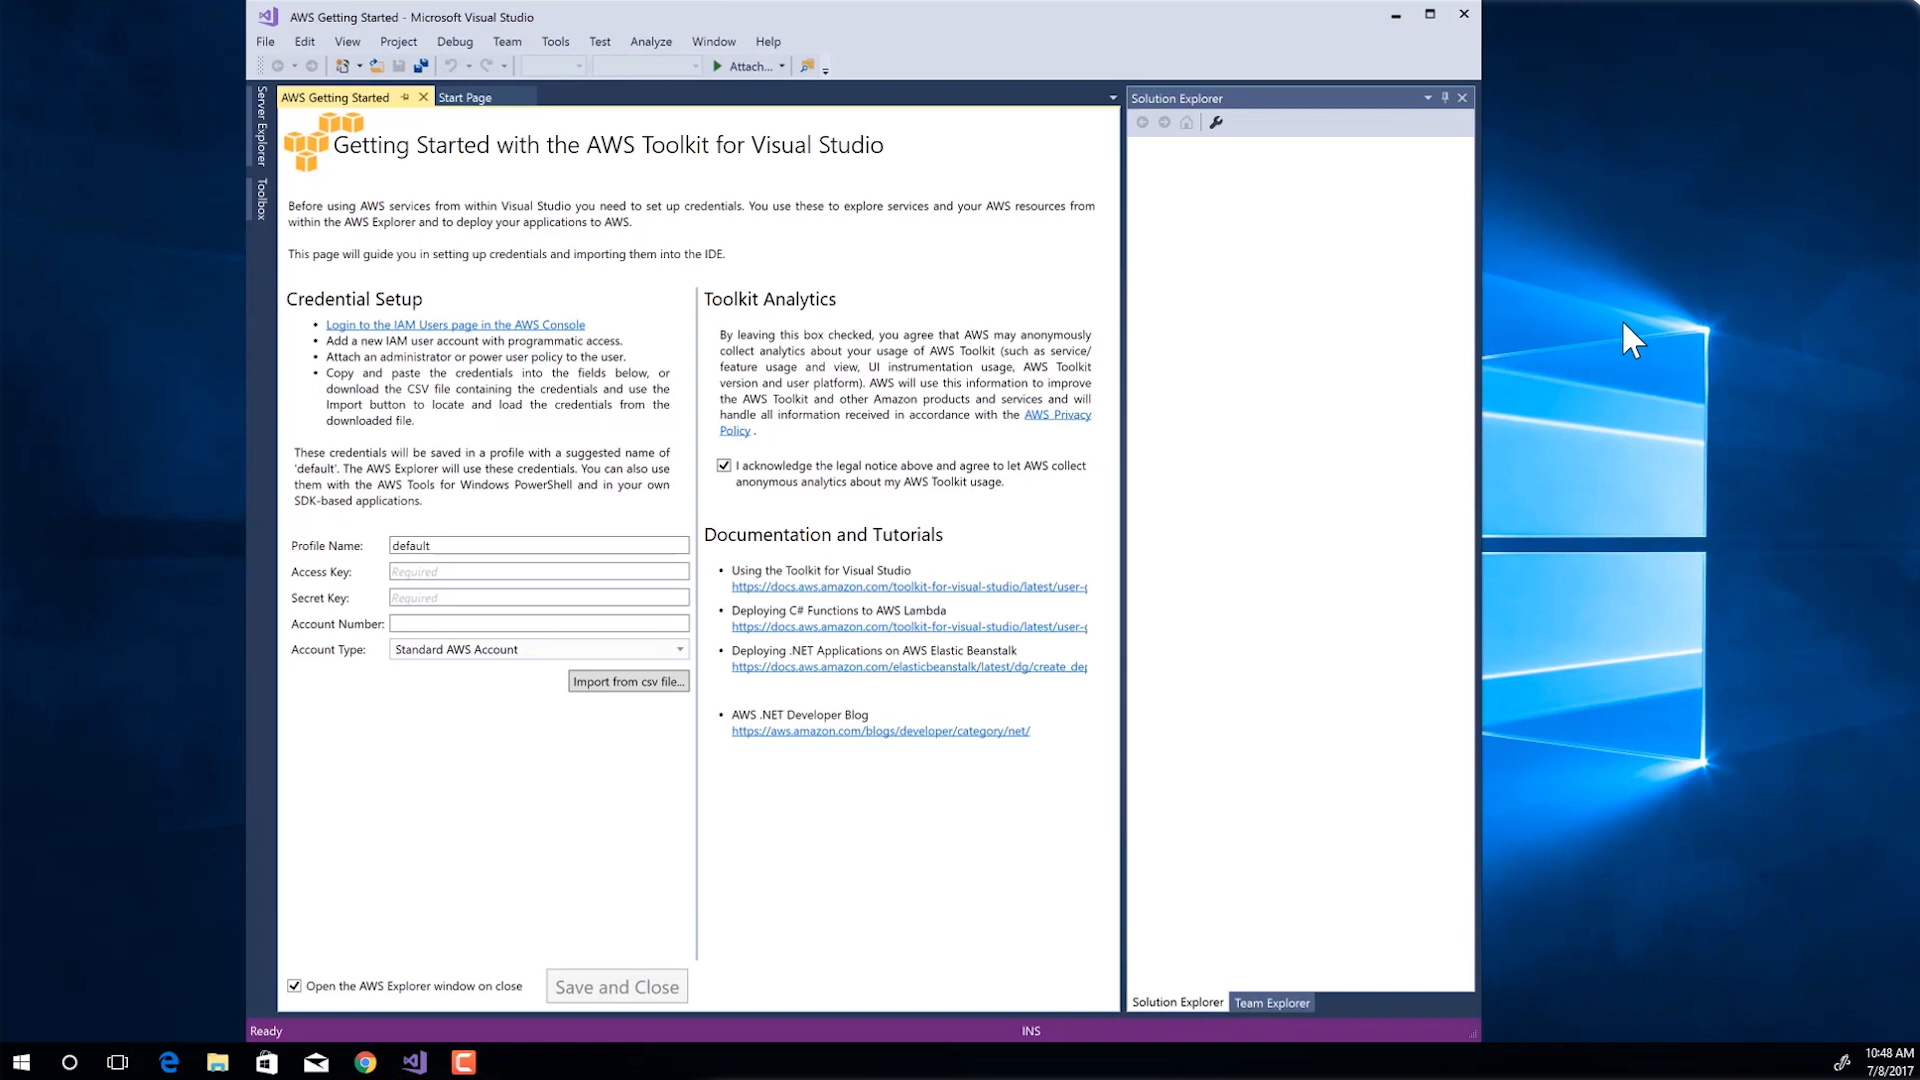 AWS Getting Started - Microsoft Visual Studio
File Edit View Project Debug Team Tools Test Analyze Window Help
Attach...
Server Explorer
Toolbox
AWS Getting Started
Start Page
Getting Started with the AWS Toolkit for Visual Studio
Before using AWS services from within Visual Studio you need to set up credentials. You use these to explore services and your AWS resources from
within the AWS Explorer and to deploy your applications to AWS.
This page will guide you in setting up credentials and importing them into the IDE.
Credential Setup
• Login to the IAM Users page in the AWS Console
• Add a new IAM user account with programmatic access.
• Attach an administrator or power user policy to the user.
• Copy and paste the credentials into the fields below, or
download the CSV file containing the credentials and use the
Import button to locate and load the credentials from the
downloaded file.
These credentials will be saved in a profile with a suggested name of
'default'. The AWS Explorer will use these credentials. You can also use
them with the AWS Tools for Windows PowerShell and in your own
SDK-based applications.
Profile Name: default
Access Key: Required
Secret Key: Required
Account Number:
Account Type: Standard AWS Account
Import from csv file...
Open the AWS Explorer window on close
Save and Close
Toolkit Analytics
By leaving this box checked, you agree that AWS may anonymously
collect analytics about your usage of AWS Toolkit (such as service/
feature usage and view, UI instrumentation usage, AWS Toolkit
version and user platform). AWS will use this information to improve
the AWS Toolkit and other Amazon products and services and will
handle all information received in accordance with the AWS Privacy
Policy .
I acknowledge the legal notice above and agree to let AWS collect
anonymous analytics about my AWS Toolkit usage.
Documentation and Tutorials
• Using the Toolkit for Visual Studio
https://docs.aws.amazon.com/toolkit-for-visual-studio/latest/user-g
• Deploying C# Functions to AWS Lambda
https://docs.aws.amazon.com/toolkit-for-visual-studio/latest/user-g
• Deploying .NET Applications on AWS Elastic Beanstalk
https://docs.aws.amazon.com/elasticbeanstalk/latest/dg/create_dep
• AWS .NET Developer Blog
https://aws.amazon.com/blogs/developer/category/net/
Solution Explorer
Solution Explorer
Team Explorer
Ready
INS
10:48 AM
7/8/2017